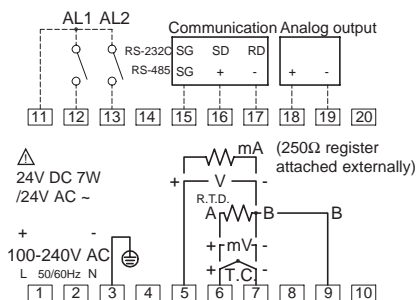 AL1 AL2 Communication Analog output
RS-232C SG SD RD
RS-485 SG + - + -
11 12 13 14 15 16 17 18 19 20
mA (250Ω register
attached externally)
⚠
24V DC 7W
/24V AC ~
+ V -
R.T.D.
A B B
+ -
+ mV -
100-240V AC
L 50/60Hz N
+ T.C. -
1 2 3 4 5 6 7 8 9 10